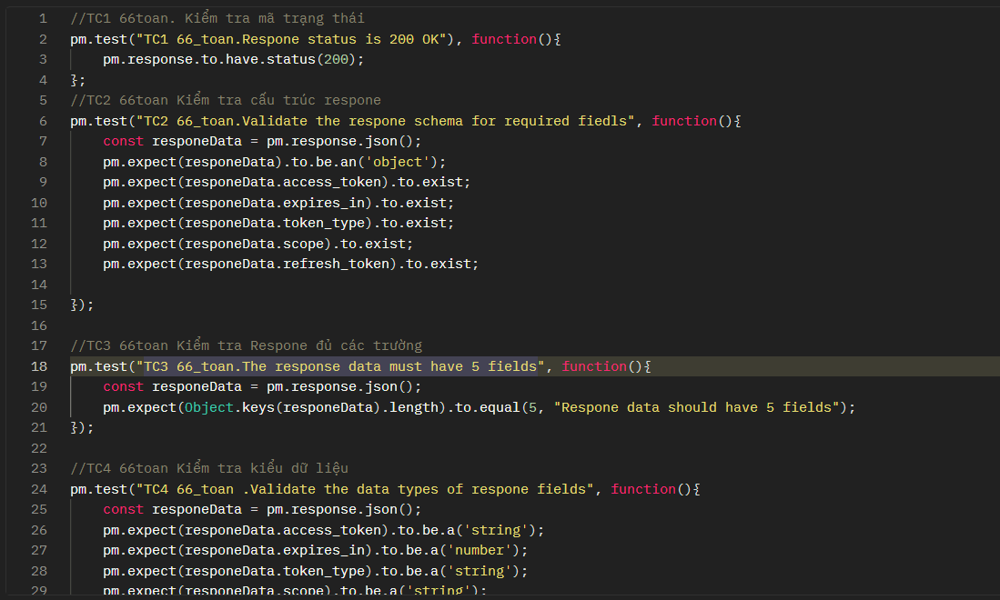 1 //TC1 66toan. Kiểm tra mã trạng thái
2 pm.test("TC1 66_toan.Respone status is 200 OK"), function(){
3 pm.response.to.have.status(200);
4 };
5 //TC2 66toan Kiểm tra cấu trúc respone
6 pm.test("TC2 66_toan.Validate the respone schema for required fiedls", function(){
7 const responeData = pm.response.json();
8 pm.expect(responeData).to.be.an('object');
9 pm.expect(responeData.access_token).to.exist;
10 pm.expect(responeData.expires_in).to.exist;
11 pm.expect(responeData.token_type).to.exist;
12 pm.expect(responeData.scope).to.exist;
13 pm.expect(responeData.refresh_token).to.exist;
14
15 });
16
17 //TC3 66toan Kiểm tra Respone đủ các trường
18 pm.test("TC3 66_toan.The response data must have 5 fields", function(){
19 const responeData = pm.response.json();
20 pm.expect(Object.keys(responeData).length).to.equal(5, "Respone data should have 5 fields");
21 });
22
23 //TC4 66toan Kiểm tra kiểu dữ liệu
24 pm.test("TC4 66_toan .Validate the data types of respone fields", function(){
25 const responeData = pm.response.json();
26 pm.expect(responeData.access_token).to.be.a('string');
27 pm.expect(responeData.expires_in).to.be.a('number');
28 pm.expect(responeData.token_type).to.be.a('string');
29 pm.expect(responeData.scope).to.be.a('string');